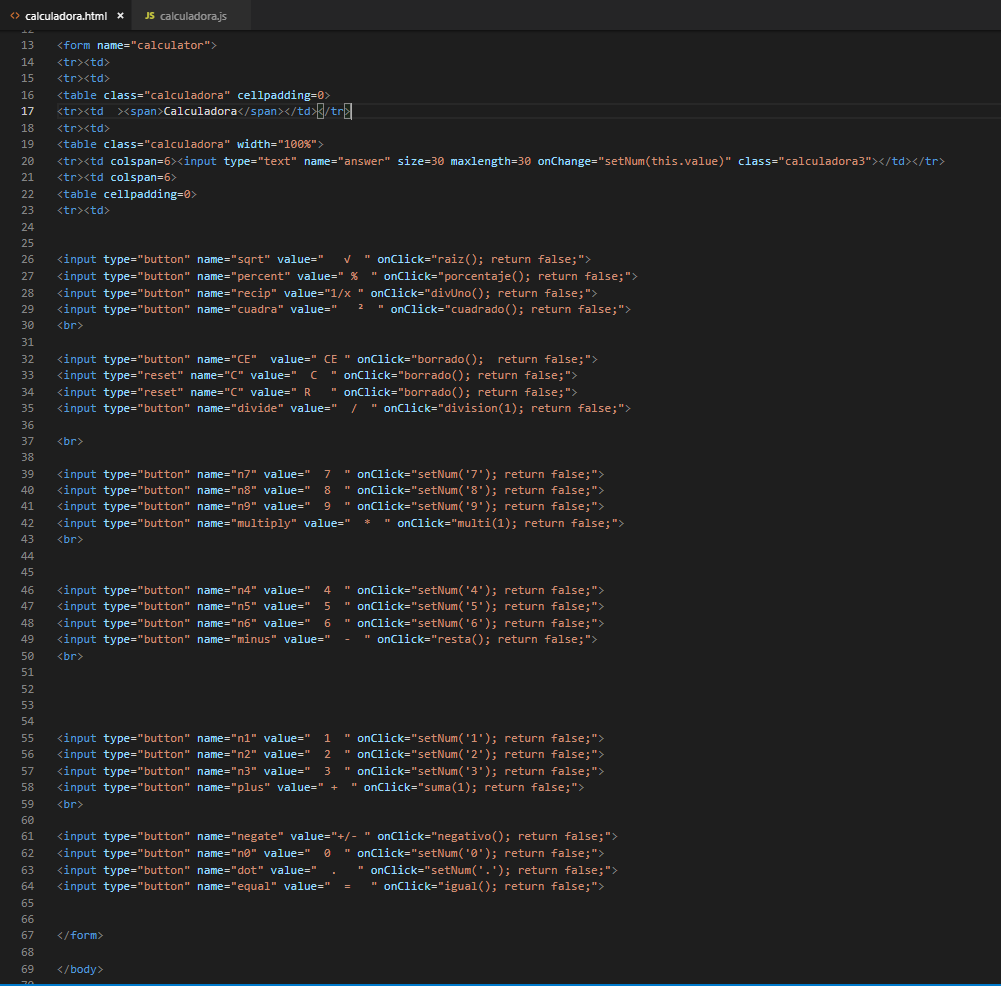 <> calculadora.html ×   JS calculadora.js
12
13 <form name="calculator">
14 <tr><td>
15 <tr><td>
16 <table class="calculadora" cellpadding=0>
17 <tr><td  ><span>Calculadora</span></td></tr>
18 <tr><td>
19 <table class="calculadora" width="100%">
20 <tr><td colspan=6><input type="text" name="answer" size=30 maxlength=30 onChange="setNum(this.value)" class="calculadora3"></td></tr>
21 <tr><td colspan=6>
22 <table cellpadding=0>
23 <tr><td>
24
25
26 <input type="button" name="sqrt" value="   √  " onClick="raiz(); return false;">
27 <input type="button" name="percent" value=" %  " onClick="porcentaje(); return false;">
28 <input type="button" name="recip" value="1/x " onClick="divUno(); return false;">
29 <input type="button" name="cuadra" value="   ²  " onClick="cuadrado(); return false;">
30 <br>
31
32 <input type="button" name="CE"  value=" CE " onClick="borrado();  return false;">
33 <input type="reset" name="C" value="  C  " onClick="borrado(); return false;">
34 <input type="reset" name="C" value=" R   " onClick="borrado(); return false;">
35 <input type="button" name="divide" value="  /  " onClick="division(1); return false;">
36
37 <br>
38
39 <input type="button" name="n7" value="  7  " onClick="setNum('7'); return false;">
40 <input type="button" name="n8" value="  8  " onClick="setNum('8'); return false;">
41 <input type="button" name="n9" value="  9  " onClick="setNum('9'); return false;">
42 <input type="button" name="multiply" value="  *  " onClick="multi(1); return false;">
43 <br>
44
45
46 <input type="button" name="n4" value="  4  " onClick="setNum('4'); return false;">
47 <input type="button" name="n5" value="  5  " onClick="setNum('5'); return false;">
48 <input type="button" name="n6" value="  6  " onClick="setNum('6'); return false;">
49 <input type="button" name="minus" value="  -  " onClick="resta(); return false;">
50 <br>
51
52
53
54
55 <input type="button" name="n1" value="  1  " onClick="setNum('1'); return false;">
56 <input type="button" name="n2" value="  2  " onClick="setNum('2'); return false;">
57 <input type="button" name="n3" value="  3  " onClick="setNum('3'); return false;">
58 <input type="button" name="plus" value=" +  " onClick="suma(1); return false;">
59 <br>
60
61 <input type="button" name="negate" value="+/- " onClick="negativo(); return false;">
62 <input type="button" name="n0" value="  0  " onClick="setNum('0'); return false;">
63 <input type="button" name="dot" value="  .   " onClick="setNum('.'); return false;">
64 <input type="button" name="equal" value="  =   " onClick="igual(); return false;">
65
66
67 </form>
68
69 </body>
70